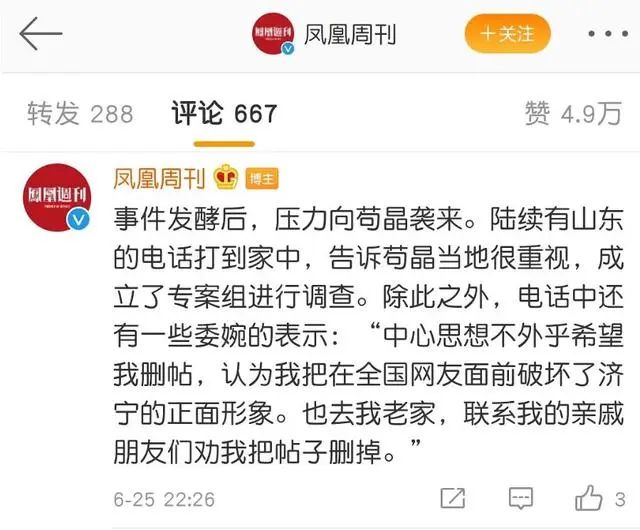 凤凰周刊
+关注
转发 288 评论 667 赞 4.9万
凤凰周刊 博主
事件发酵后，压力向苟晶袭来。陆续有山东
的电话打到家中，告诉苟晶当地很重视，成
立了专案组进行调查。除此之外，电话中还
有一些委婉的表示：“中心思想不外乎希望
我删帖，认为我把在全国网友面前破坏了济
宁的正面形象。也去我老家，联系我的亲戚
朋友们劝我把帖子删掉。”
6-25 22:26 3
鳳凰週刊